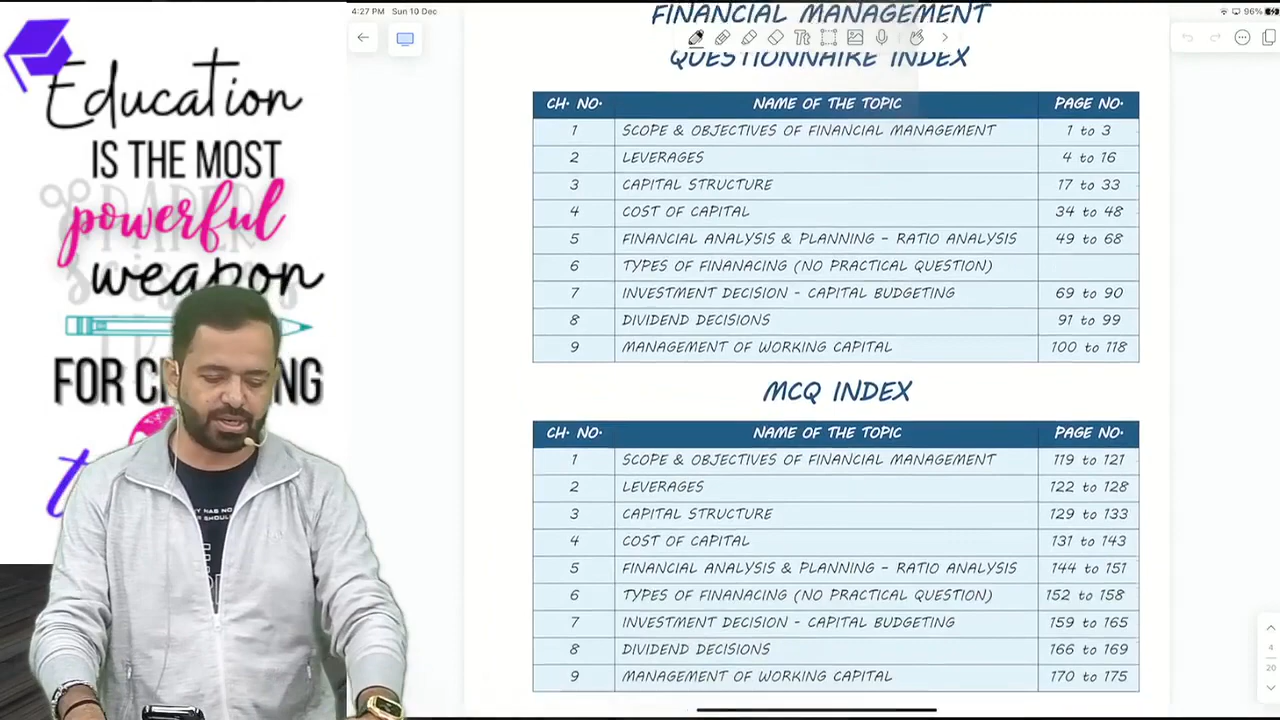 4:27 PM Sun 10 Dec
96%
Education
IS THE MOST
powerful
weapon
FOR
FINANCIAL MANAGEMENT
QUESTIONNAIRE INDEX
CH. NO. NAME OF THE TOPIC PAGE NO.
1 SCOPE & OBJECTIVES OF FINANCIAL MANAGEMENT 1 to 3
2 LEVERAGES 4 to 16
3 CAPITAL STRUCTURE 17 to 33
4 COST OF CAPITAL 34 to 48
5 FINANCIAL ANALYSIS & PLANNING - RATIO ANALYSIS 49 to 68
6 TYPES OF FINANACING (NO PRACTICAL QUESTION)
7 INVESTMENT DECISION - CAPITAL BUDGETING 69 to 90
8 DIVIDEND DECISIONS 91 to 99
9 MANAGEMENT OF WORKING CAPITAL 100 to 118
MCQ INDEX
CH. NO. NAME OF THE TOPIC PAGE NO.
1 SCOPE & OBJECTIVES OF FINANCIAL MANAGEMENT 119 to 121
2 LEVERAGES 122 to 128
3 CAPITAL STRUCTURE 129 to 133
4 COST OF CAPITAL 131 to 143
5 FINANCIAL ANALYSIS & PLANNING - RATIO ANALYSIS 144 to 151
6 TYPES OF FINANACING (NO PRACTICAL QUESTION) 152 to 158
7 INVESTMENT DECISION - CAPITAL BUDGETING 159 to 165
8 DIVIDEND DECISIONS 166 to 169
9 MANAGEMENT OF WORKING CAPITAL 170 to 175
4
20